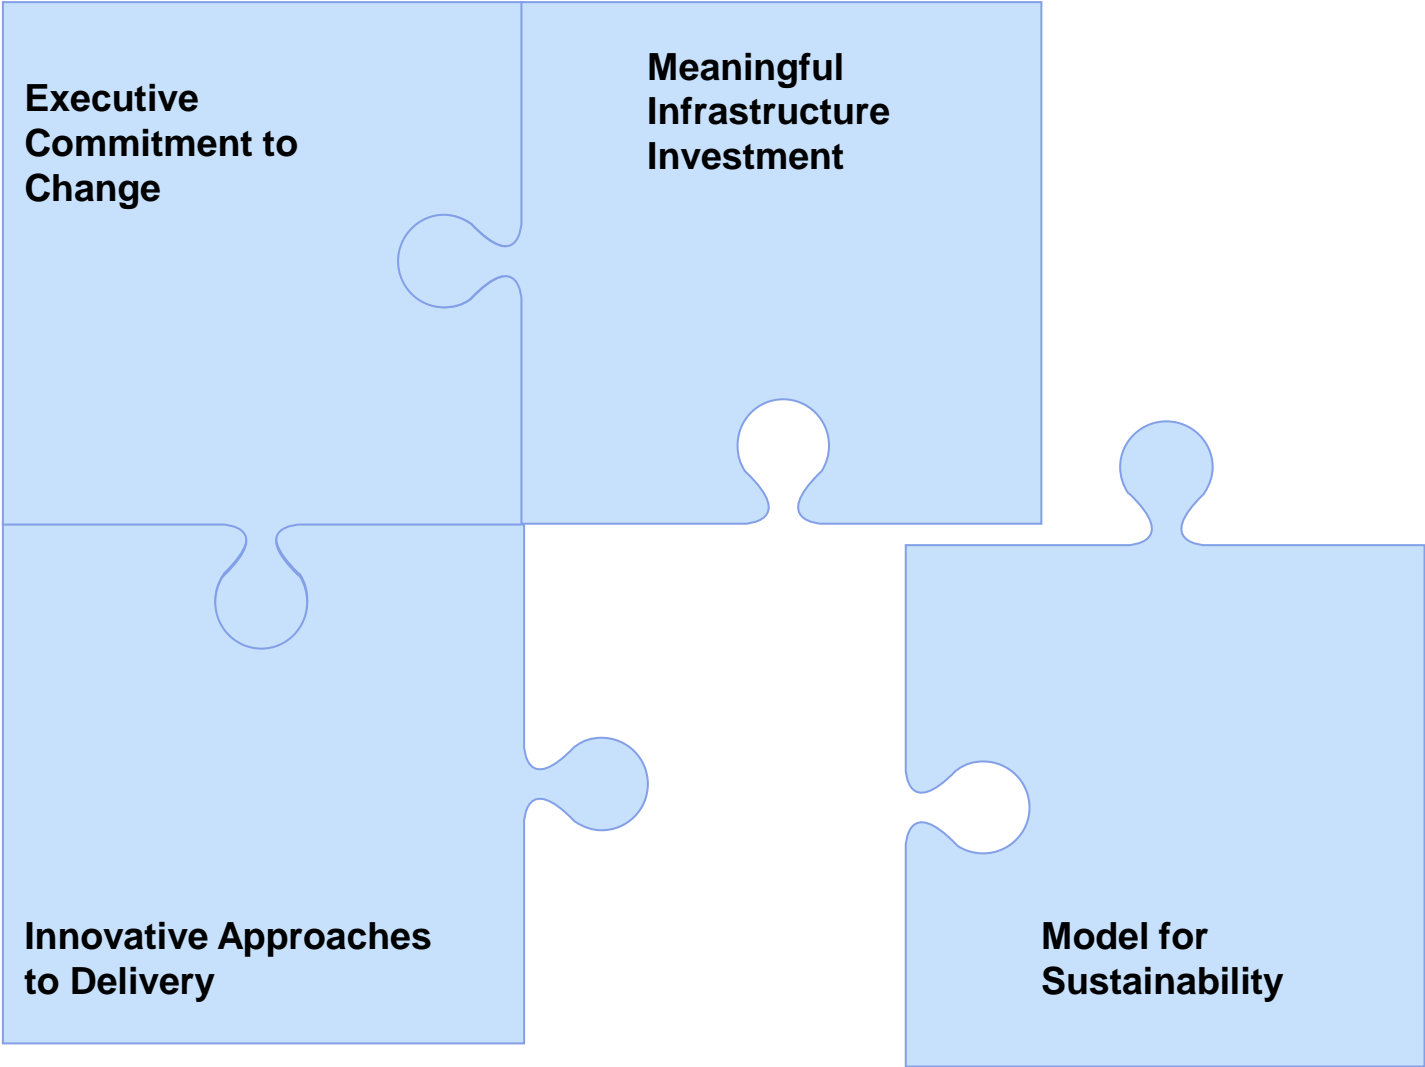 Executive
Commitment to
Change
Meaningful
Infrastructure
Investment
Innovative Approaches
to Delivery
Model for
Sustainability